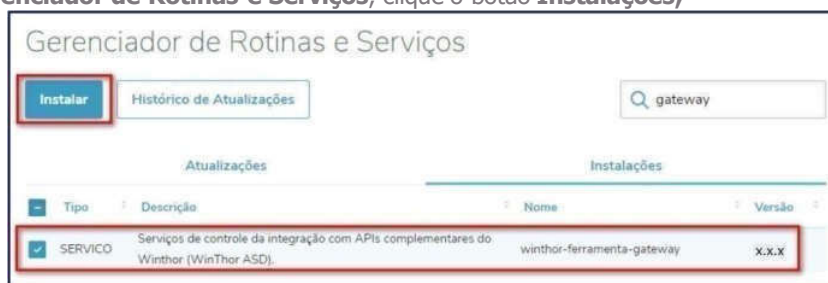 enciador de Rotinas e Serviços, clique o botão Instalações,
Gerenciador de Rotinas e Serviços
Instalar Histórico de Atualizações gateway
Atualizações Instalações
Tipo Descrição Nome Versão
SERVICO Serviços de controle da integração com APIs complementares do winthor-ferramenta-gateway x.x.x
Winthor (WinThor ASD).